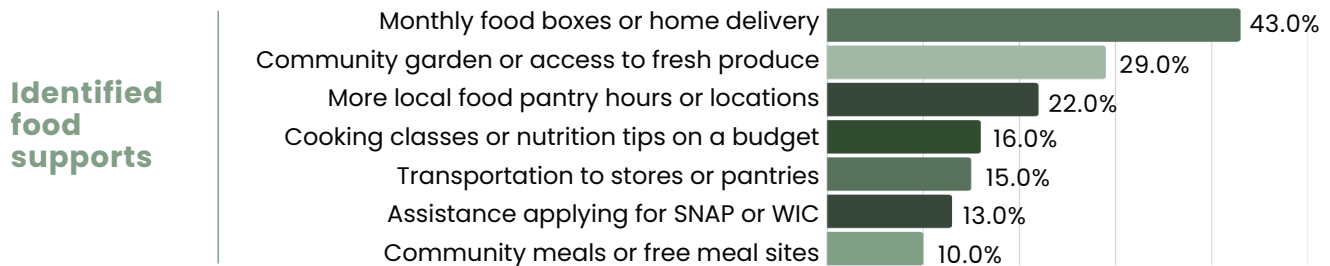 Identified
food
supports
Monthly food boxes or home delivery 43.0%
Community garden or access to fresh produce 29.0%
More local food pantry hours or locations 22.0%
Cooking classes or nutrition tips on a budget 16.0%
Transportation to stores or pantries 15.0%
Assistance applying for SNAP or WIC 13.0%
Community meals or free meal sites 10.0%